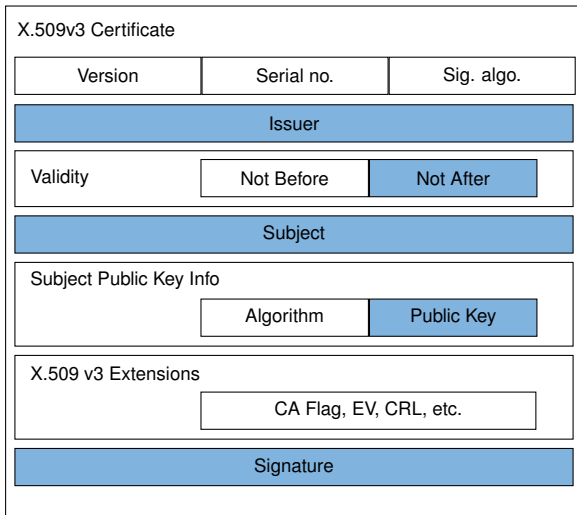 X.509v3 Certificate
Version Serial no. Sig. algo.
Issuer
Validity Not Before Not After
Subject
Subject Public Key Info
Algorithm Public Key
X.509 v3 Extensions
CA Flag, EV, CRL, etc.
Signature